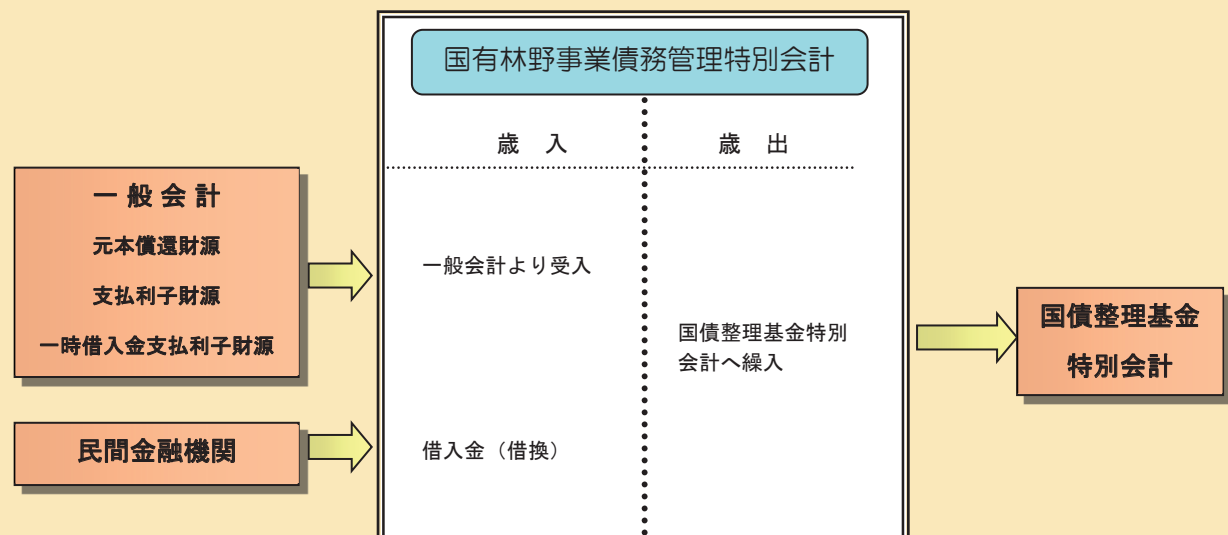 国有林野事業債務管理特別会計
歳 入
歳 出
一 般 会 計
元本償還財源
支払利子財源
一時借入金支払利子財源
一般会計より受入
国債整理基金特別
会計へ繰入
国債整理基金
特別会計
民間金融機関
借入金（借換）